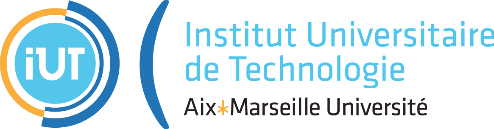 iUT
Institut Universitaire
de Technologie
Aix*Marseille Université